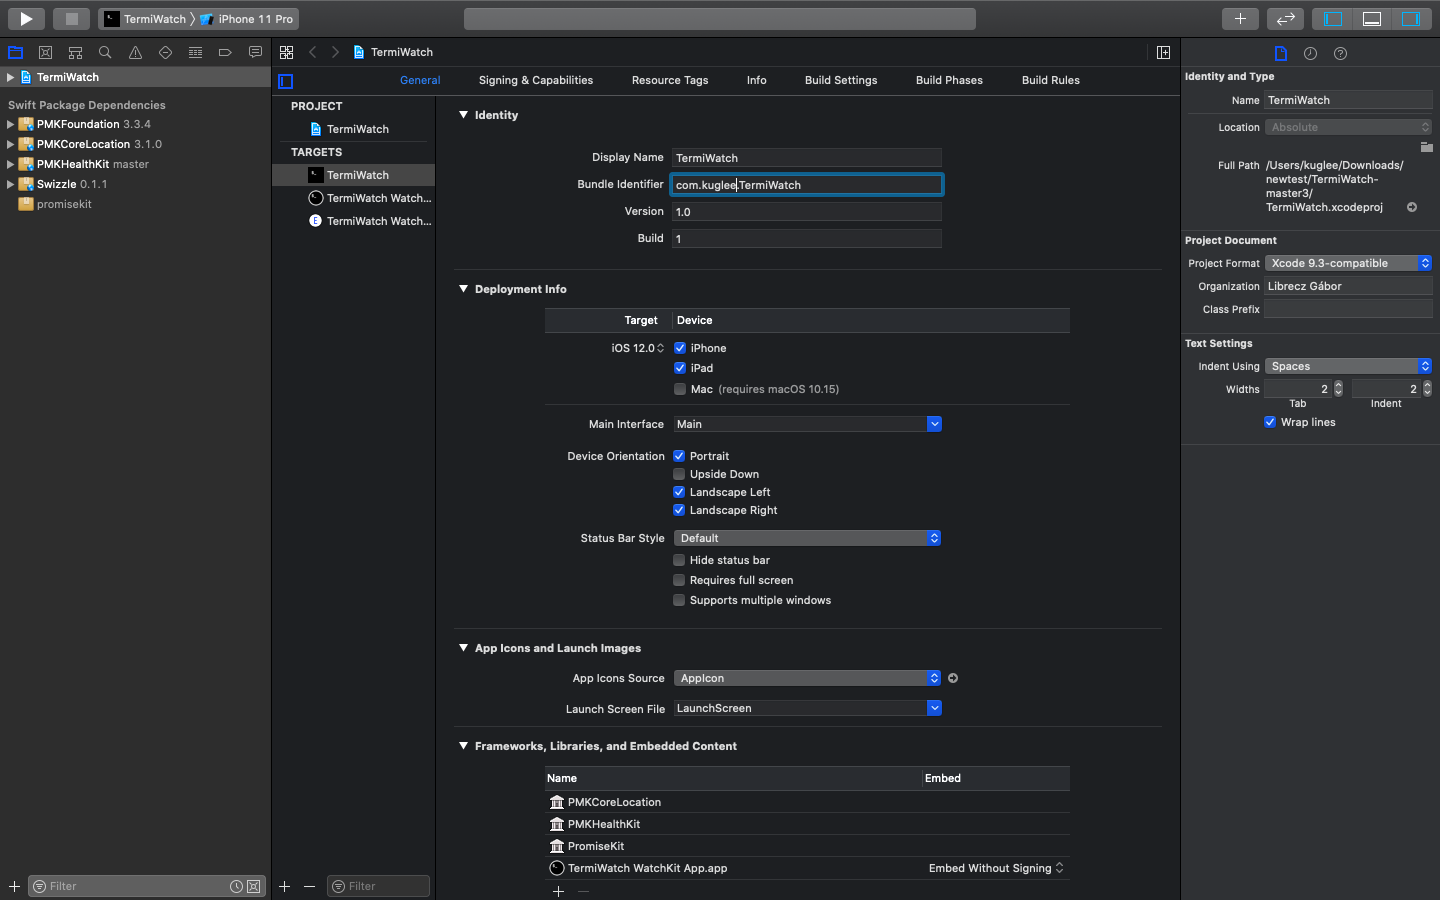 TermiWatch iPhone 11 Pro
TermiWatch
Swift Package Dependencies
PMKFoundation 3.3.4
PMKCoreLocation 3.1.0
PMKHealthKit master
Swizzle 0.1.1
promisekit
Filter
TermiWatch
General Signing & Capabilities Resource Tags Info Build Settings Build Phases Build Rules
PROJECT
TermiWatch
TARGETS
TermiWatch
TermiWatch Watch...
TermiWatch Watch...
Filter
Identity
Display Name TermiWatch
Bundle Identifier com.kuglee.TermiWatch
Version 1.0
Build 1
Deployment Info
Target Device
iOS 12.0 iPhone
iPad
Mac (requires macOS 10.15)
Main Interface Main
Device Orientation Portrait
Upside Down
Landscape Left
Landscape Right
Status Bar Style Default
Hide status bar
Requires full screen
Supports multiple windows
App Icons and Launch Images
App Icons Source AppIcon
Launch Screen File LaunchScreen
Frameworks, Libraries, and Embedded Content
Name Embed
PMKCoreLocation
PMKHealthKit
PromiseKit
TermiWatch WatchKit App.app Embed Without Signing
Identity and Type
Name TermiWatch
Location Absolute
Full Path /Users/kuglee/Downloads/
newtest/TermiWatch-
master3/
TermiWatch.xcodeproj
Project Document
Project Format Xcode 9.3-compatible
Organization Librecz Gábor
Class Prefix
Text Settings
Indent Using Spaces
Widths 2 2
Tab Indent
Wrap lines